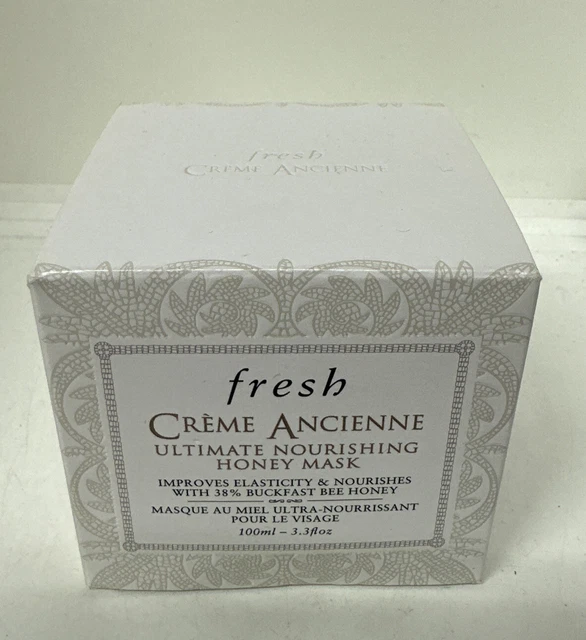 fresh
CRÈME ANCIENNE
fresh
CRÈME ANCIENNE
ULTIMATE NOURISHING
HONEY MASK
IMPROVES ELASTICITY & NOURISHES
WITH 38% BUCKFAST BEE HONEY
MASQUE AU MIEL ULTRA-NOURRISSANT
POUR LE VISAGE
100ml – 3.3floz